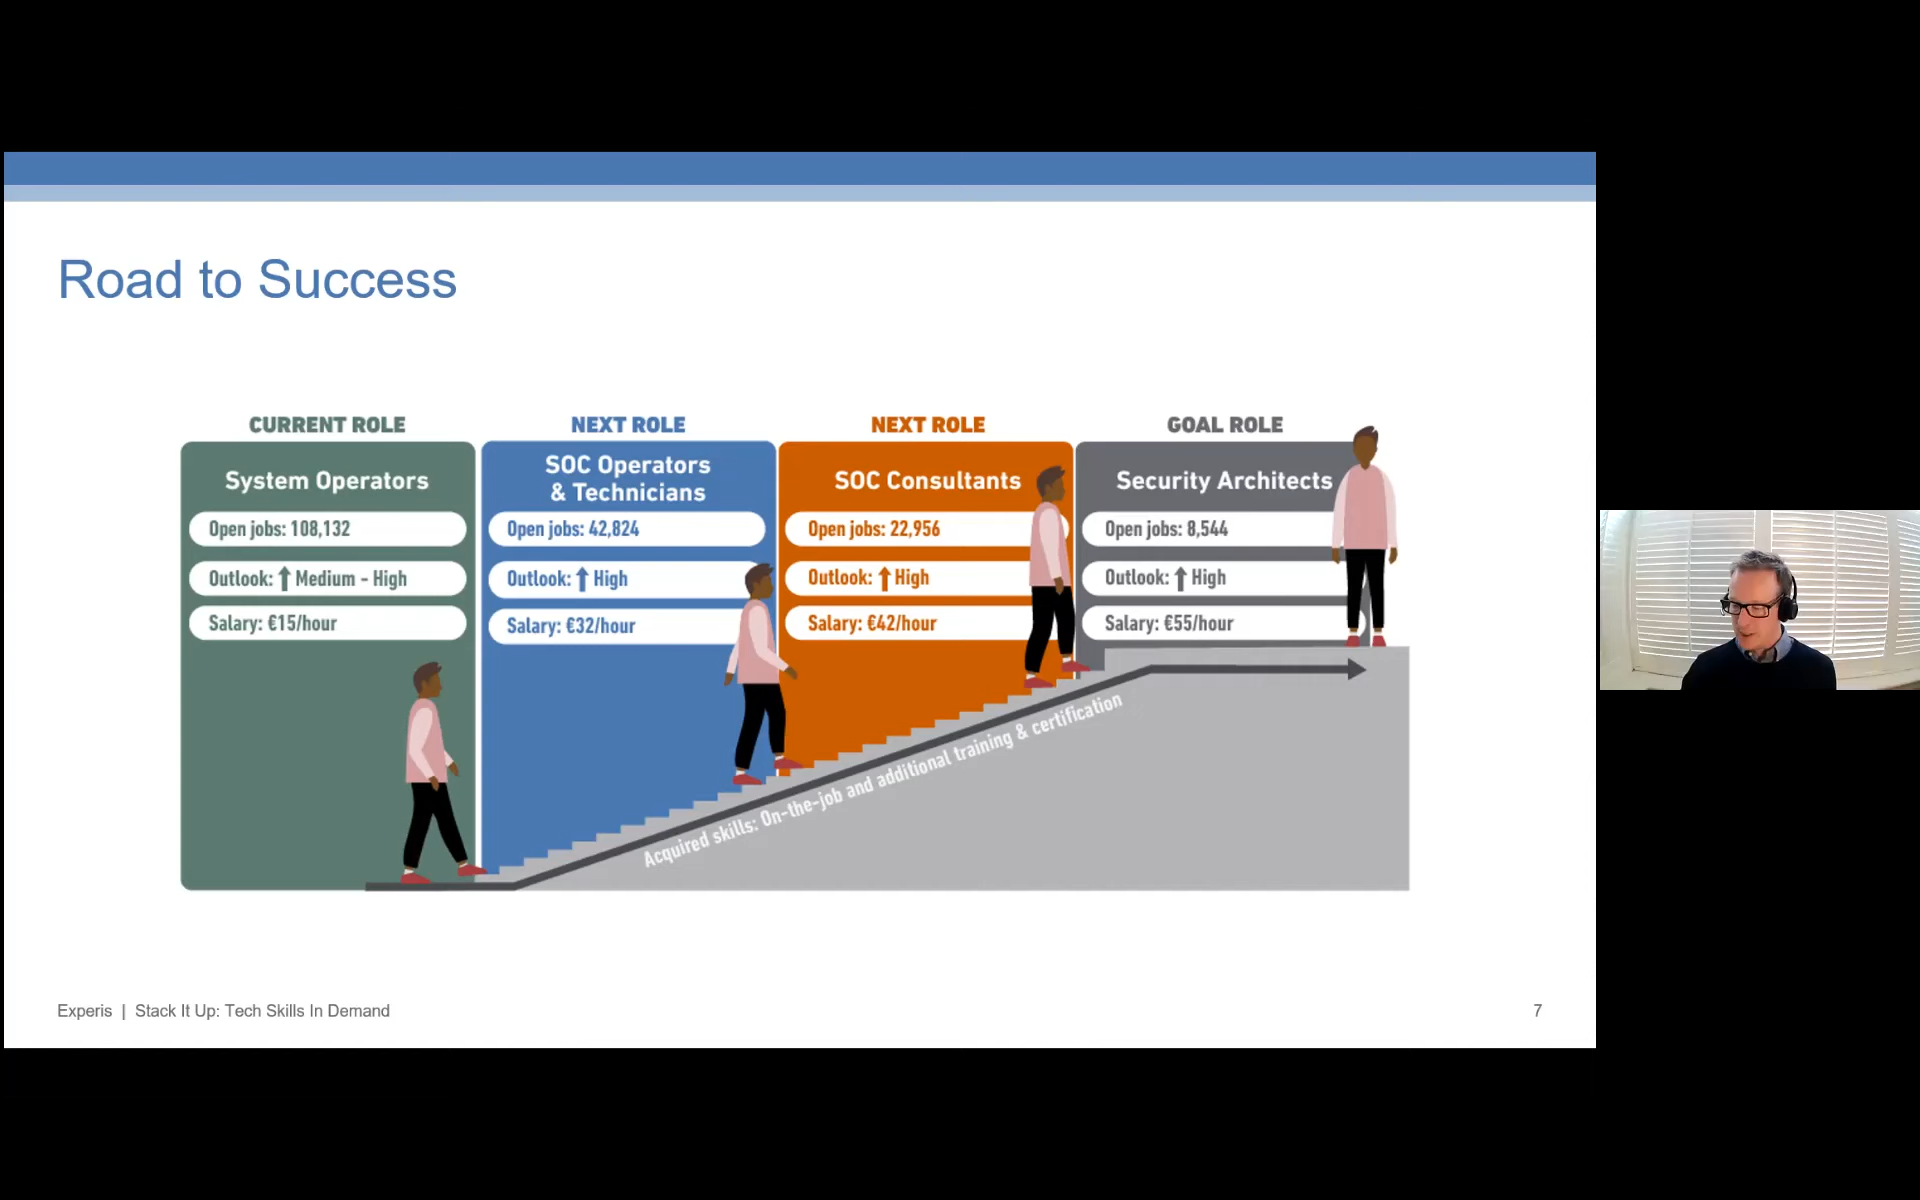 Road to Success
CURRENT ROLE
System Operators
Open jobs: 108,132
Outlook: ↑ Medium - High
Salary: €15/hour
NEXT ROLE
SOC Operators
& Technicians
Open jobs: 42,824
Outlook: ↑ High
Salary: €32/hour
NEXT ROLE
SOC Consultants
Open jobs: 22,956
Outlook: ↑ High
Salary: €42/hour
GOAL ROLE
Security Architects
Open jobs: 8,544
Outlook: ↑ High
Salary: €55/hour
Acquired skills: On-the-job and additional training & certification
Experis | Stack It Up: Tech Skills In Demand
7